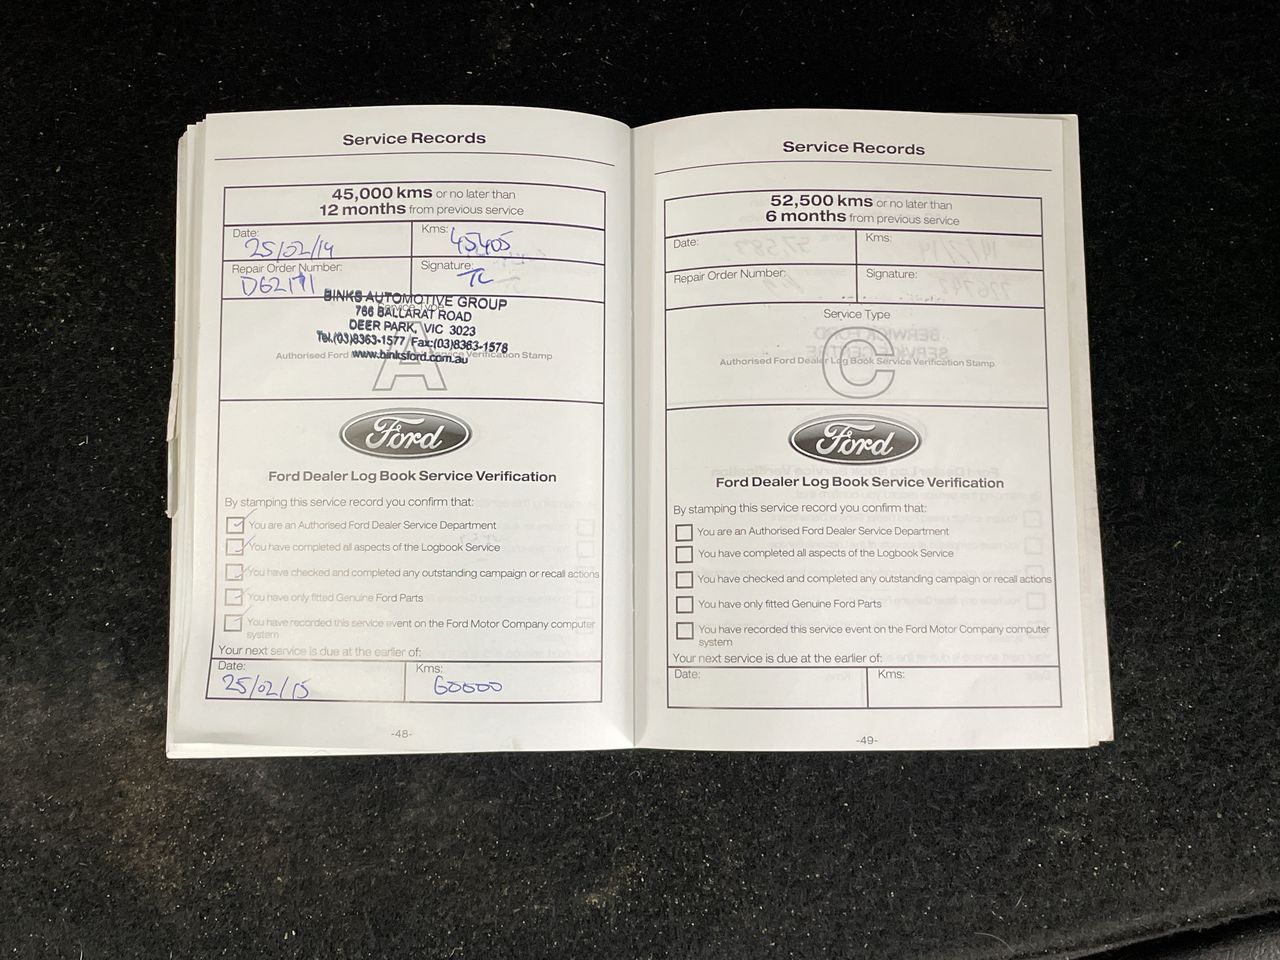 Service Records
45,000 kms or no later than
12 months from previous service
Date:
25/02/14
Kms:
45405
Repair Order Number:
D62171
Signature:
TC
Service Type
A
BINKS AUTOMOTIVE GROUP
766 BALLARAT ROAD
DEER PARK, VIC 3023
Tel.(03)8363-1577 Fax:(03)8363-1578
www.binksford.com.au
Authorised Ford Service Verification Stamp
Ford
Ford Dealer Log Book Service Verification
By stamping this service record you confirm that:
You are an Authorised Ford Dealer Service Department
You have completed all aspects of the Logbook Service
You have checked and completed any outstanding campaign or recall actions
You have only fitted Genuine Ford Parts
You have recorded this service event on the Ford Motor Company computer
system
Your next service is due at the earlier of:
Date:
25/02/15
Kms:
60000
-48-
Service Records
52,500 kms or no later than
6 months from previous service
Date:
Kms:
Repair Order Number:
Signature:
Service Type
C
Authorised Ford Dealer Log Book Service Verification Stamp
Ford
Ford Dealer Log Book Service Verification
By stamping this service record you confirm that:
You are an Authorised Ford Dealer Service Department
You have completed all aspects of the Logbook Service
You have checked and completed any outstanding campaign or recall actions
You have only fitted Genuine Ford Parts
You have recorded this service event on the Ford Motor Company computer
system
Your next service is due at the earlier of:
Date:
Kms:
-49-